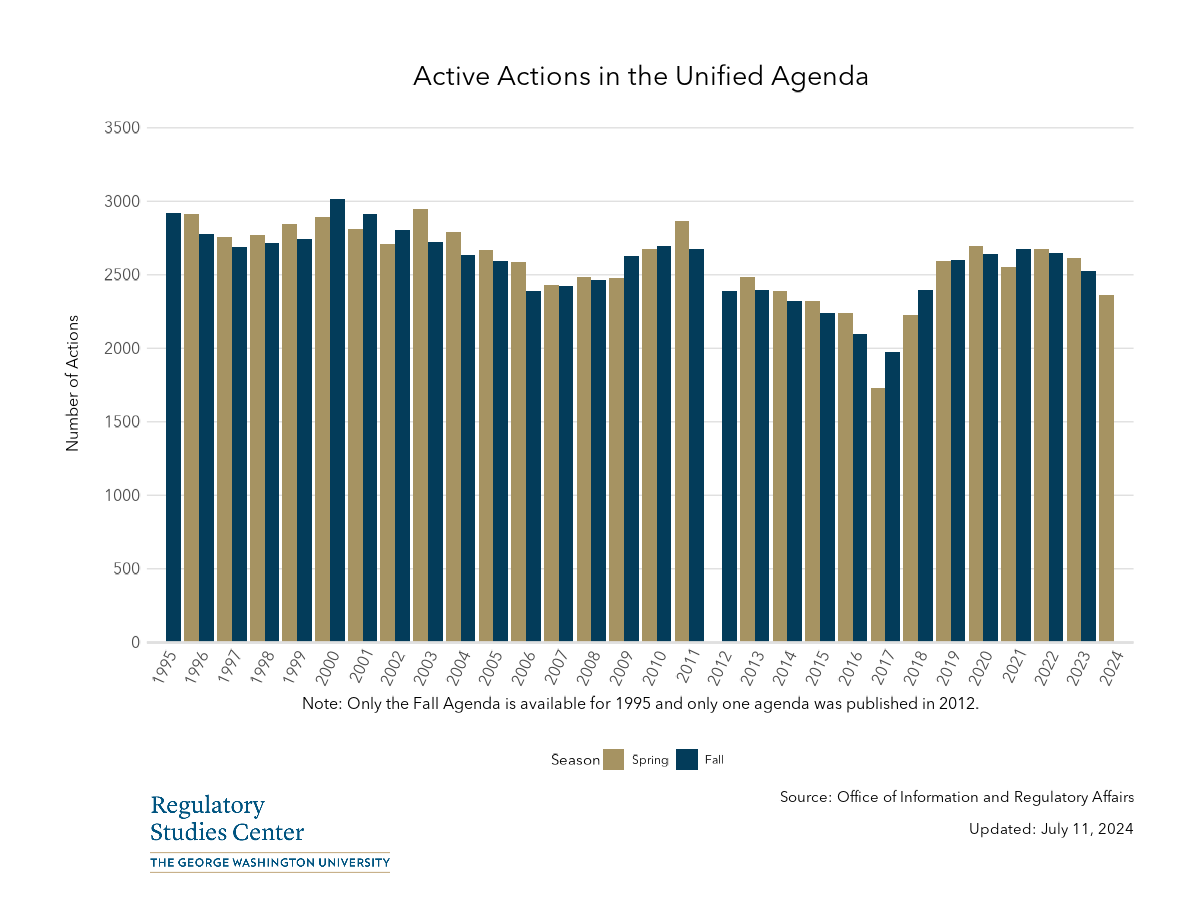 Active Actions in the Unified Agenda
3500
3000
2500
2000
1500
1000
500
0
Number of Actions
1995 1996 1997 1998 1999 2000 2001 2002 2003 2004 2005 2006 2007 2008 2009 2010 2011 2012 2013 2014 2015 2016 2017 2018 2019 2020 2021 2022 2023 2024
Note: Only the Fall Agenda is available for 1995 and only one agenda was published in 2012.
Season Spring Fall
Source: Office of Information and Regulatory Affairs
Updated: July 11, 2024
Regulatory
Studies Center
THE GEORGE WASHINGTON UNIVERSITY